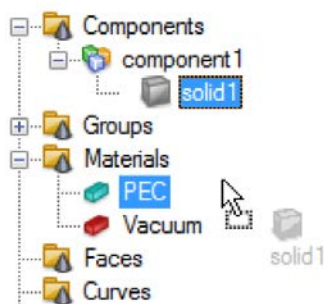 Components
component1
solid1
Groups
Materials
PEC
Vacuum
Faces
solid1
Curves